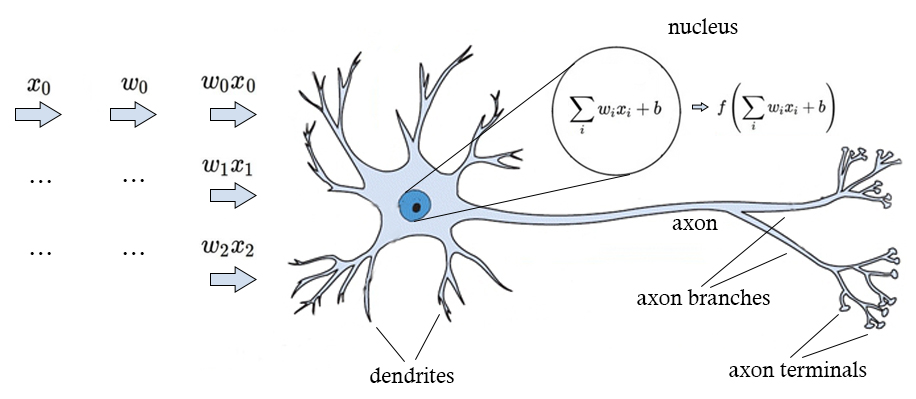 nucleus
x₀ w₀ w₀x₀
∑ᵢ wᵢxᵢ + b f(∑ᵢ wᵢxᵢ + b)
... ... w₁x₁
axon
... ... w₂x₂
axon branches
dendrites
axon terminals